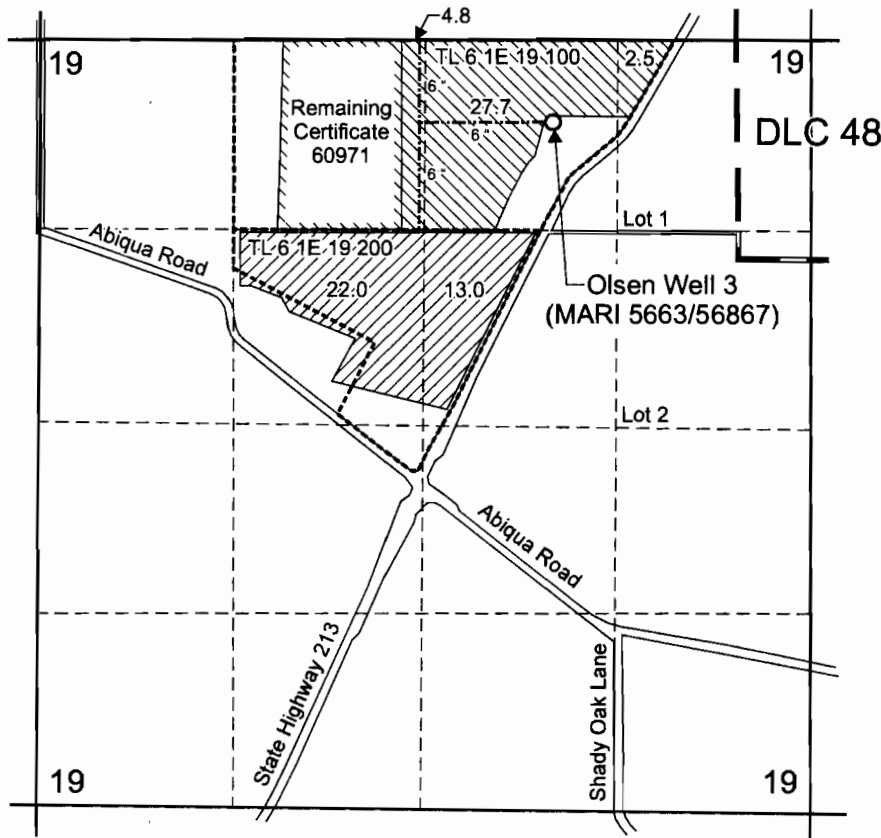 4.8
19
TL 6 1E 19 100
2.5
19
6"
Remaining
Certificate
60971
27.7
6"
DLC 48
6"
Lot 1
Abiqua Road
TL 6 1E 19 200
22.0
13.0
Olsen Well 3
(MARI 5663/56867)
Lot 2
Abiqua Road
State Highway 213
Shady Oak Lane
19
19